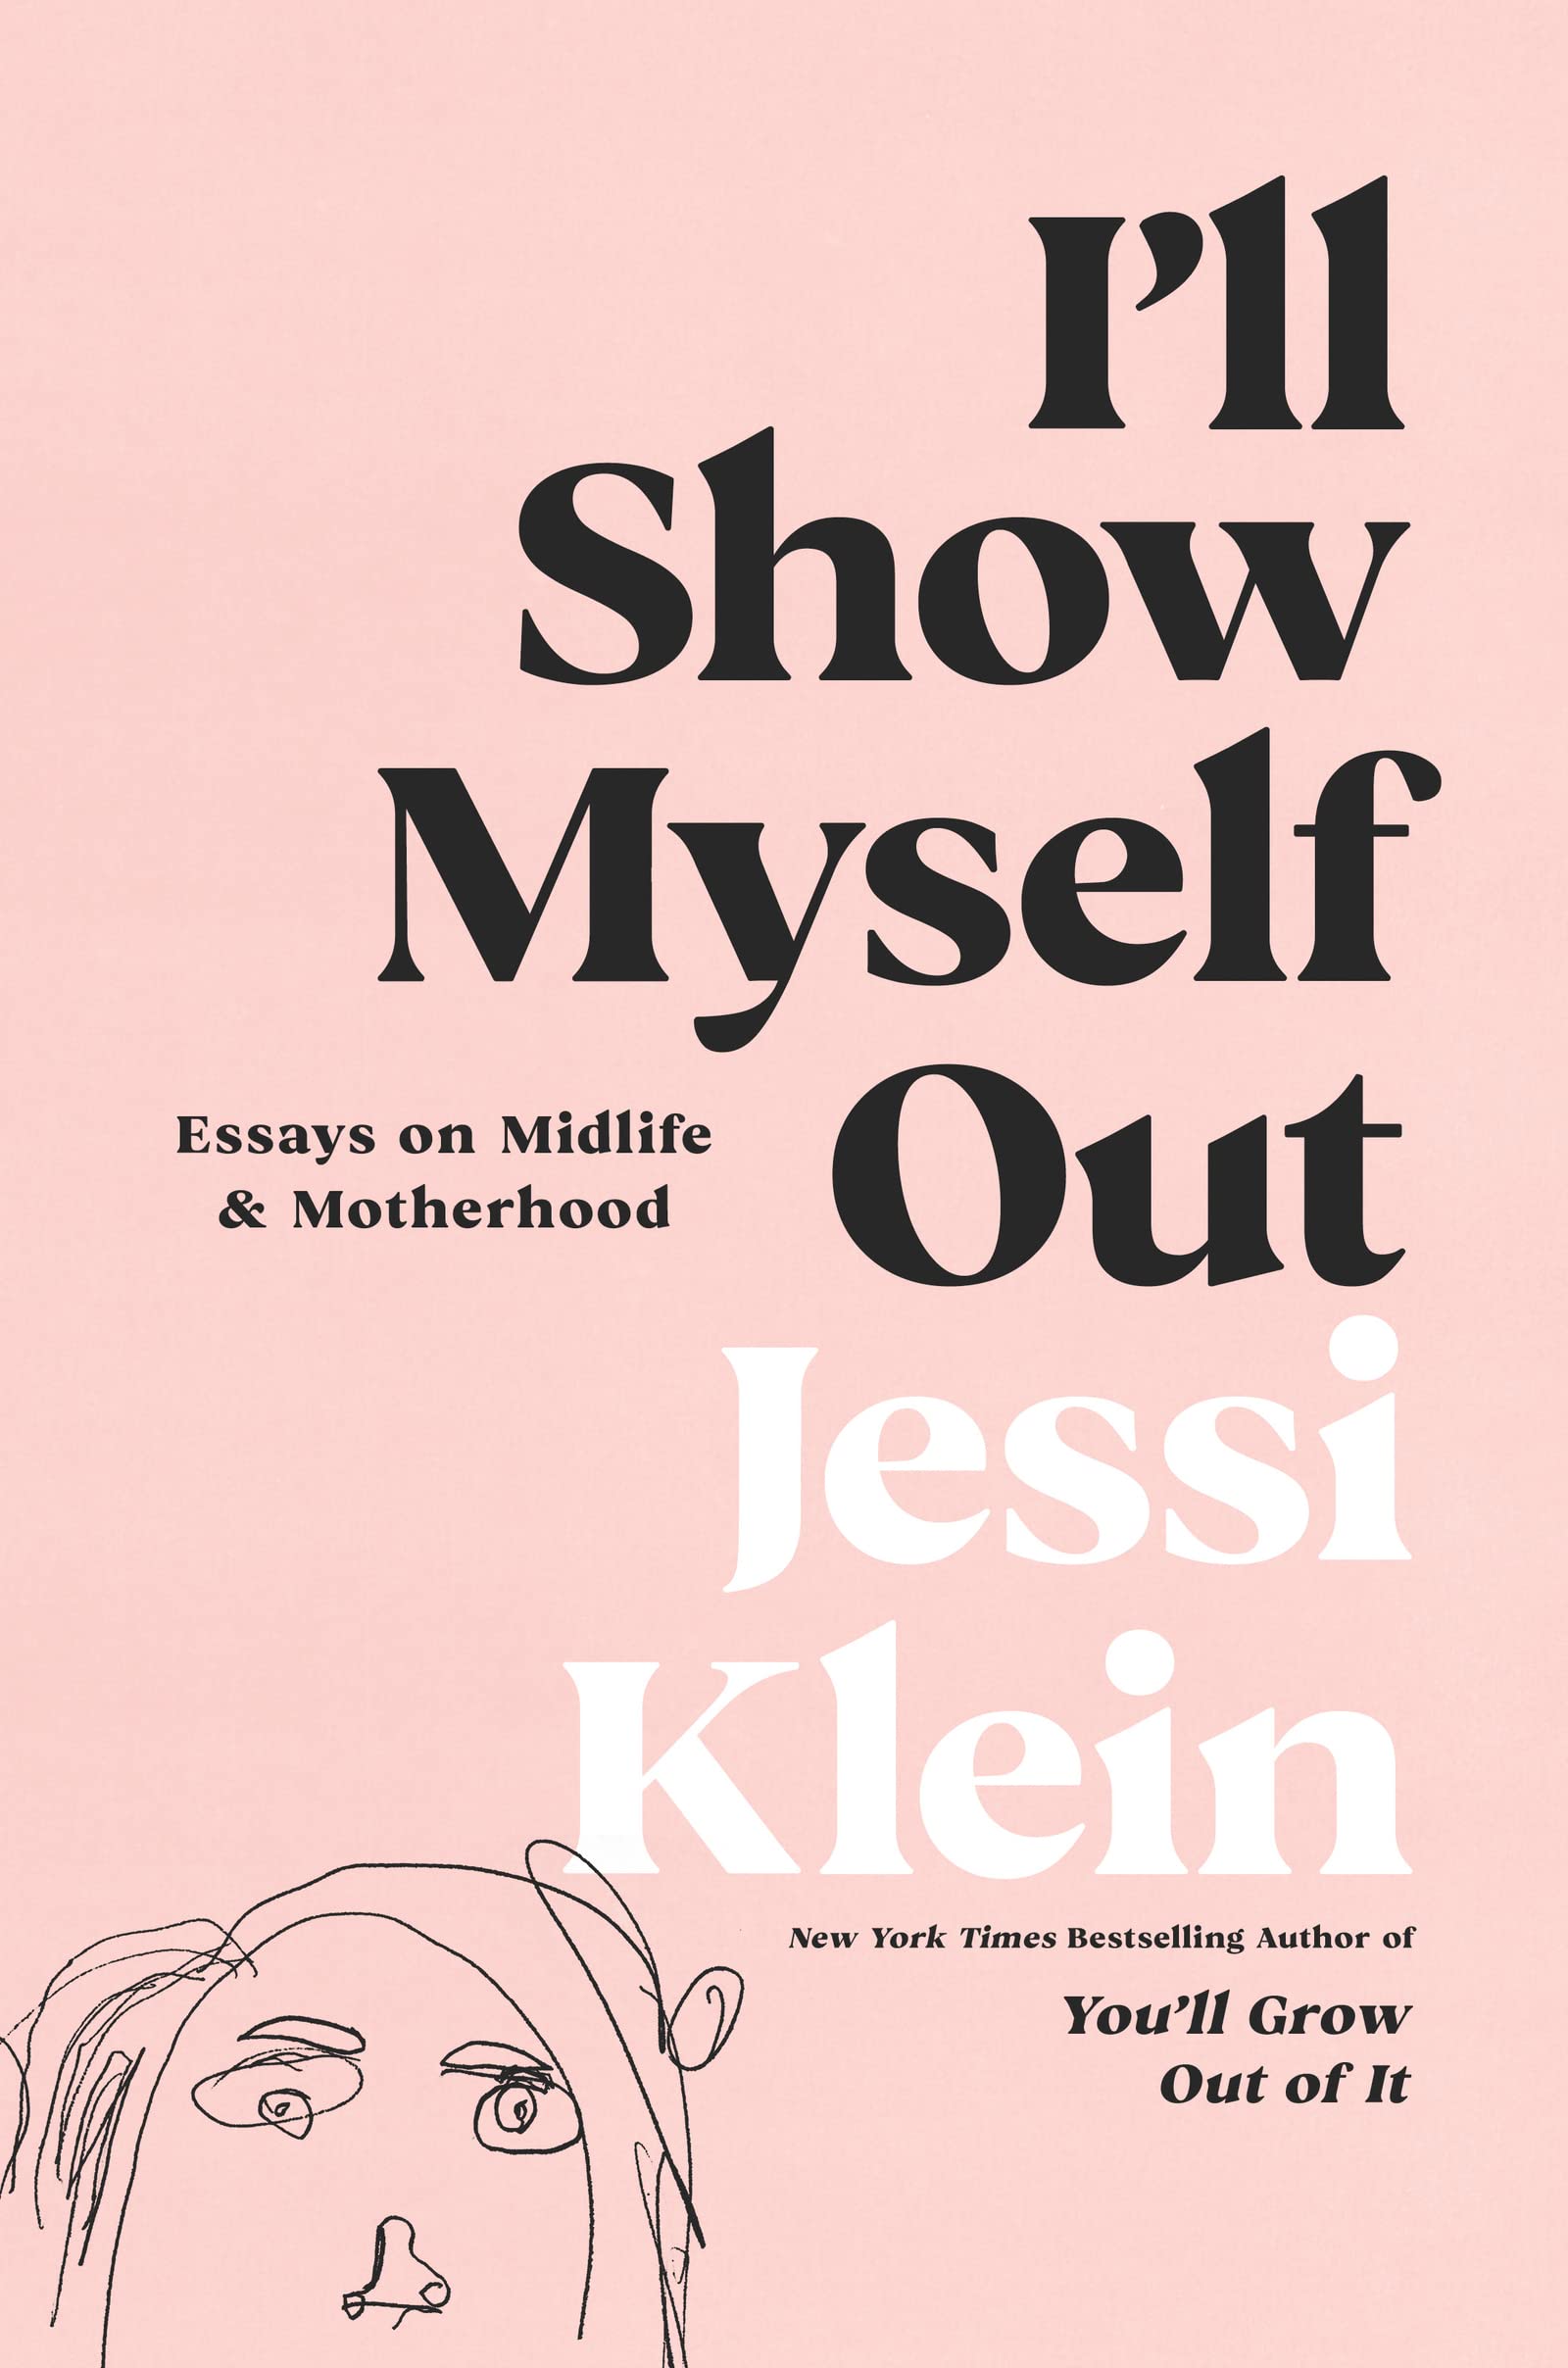 I’ll
Show
Myself
Out
Essays on Midlife
& Motherhood
Jessi
Klein
New York Times Bestselling Author of
You’ll Grow
Out of It